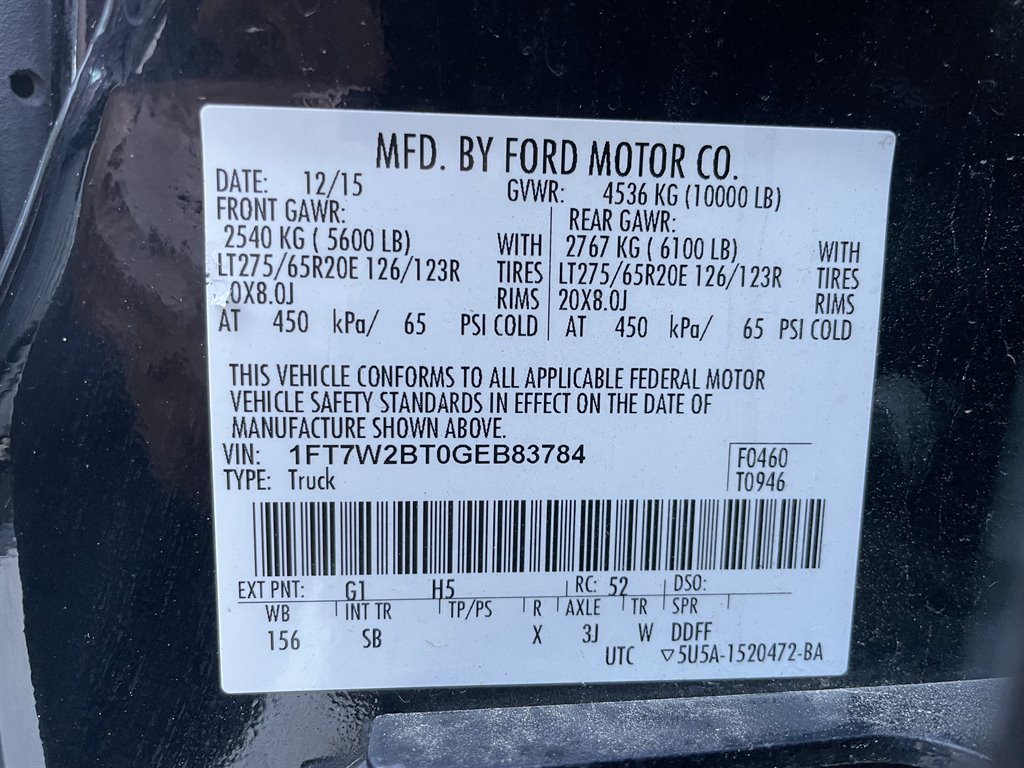 MFD. BY FORD MOTOR CO.
DATE: 12/15 GVWR: 4536 KG (10000 LB)
FRONT GAWR: REAR GAWR:
2540 KG ( 5600 LB) WITH 2767 KG ( 6100 LB) WITH
LT275/65R20E 126/123R TIRES LT275/65R20E 126/123R TIRES
20X8.0J RIMS 20X8.0J RIMS
AT 450 kPa/ 65 PSI COLD AT 450 kPa/ 65 PSI COLD
THIS VEHICLE CONFORMS TO ALL APPLICABLE FEDERAL MOTOR
VEHICLE SAFETY STANDARDS IN EFFECT ON THE DATE OF
MANUFACTURE SHOWN ABOVE.
VIN: 1FT7W2BT0GEB83784 F0460
TYPE: Truck T0946
EXT PNT: G1 H5 RC: 52 DSO:
WB INT TR TP/PS R AXLE TR SPR
156 SB X 3J W DDFF
UTC ▽5U5A-1520472-BA